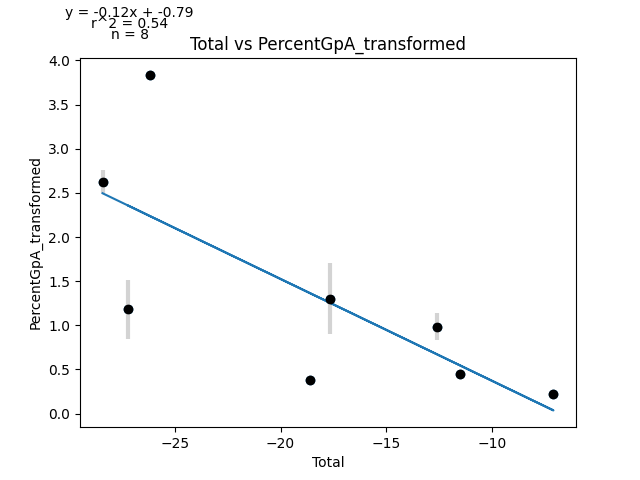 y = -0.12x + -0.79
r^2 = 0.54
n = 8
Total vs PercentGpA_transformed
4.0
3.5
3.0
2.5
2.0
1.5
1.0
0.5
0.0
PercentGpA_transformed
−25 −20 −15 −10
Total